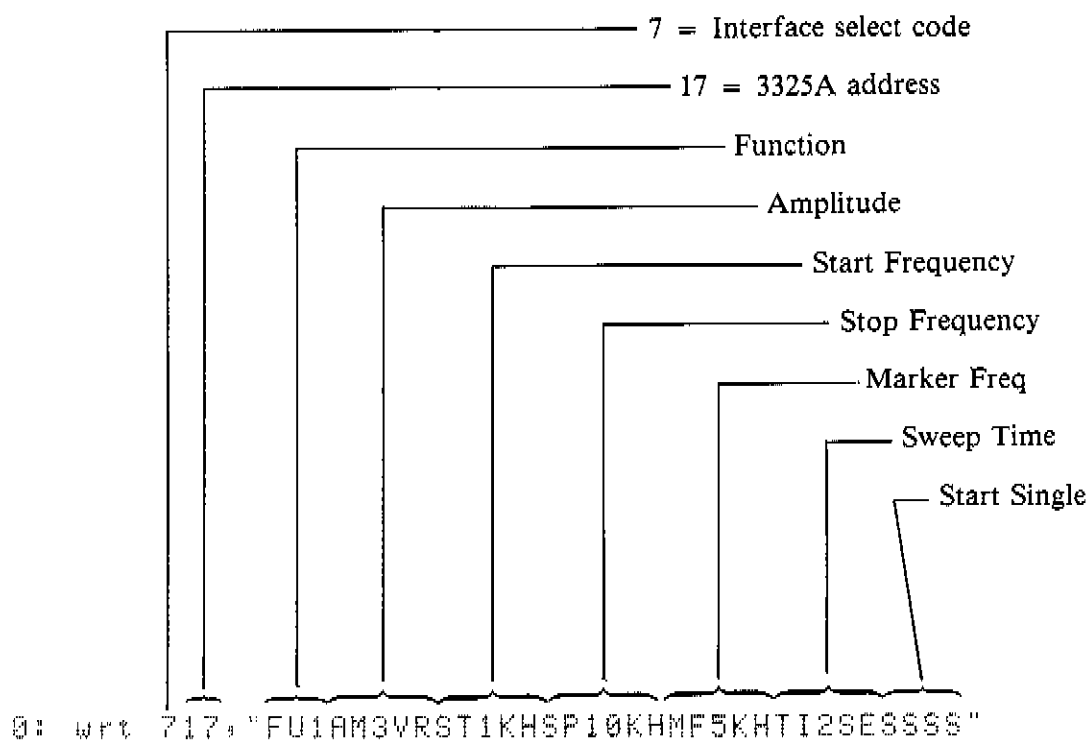 7 = Interface select code
17 = 3325A address
Function
Amplitude
Start Frequency
Stop Frequency
Marker Freq
Sweep Time
Start Single
0: wrt 717,"FU1AM3VRST1KHSP10KHMF5KHTI2SESSSS"